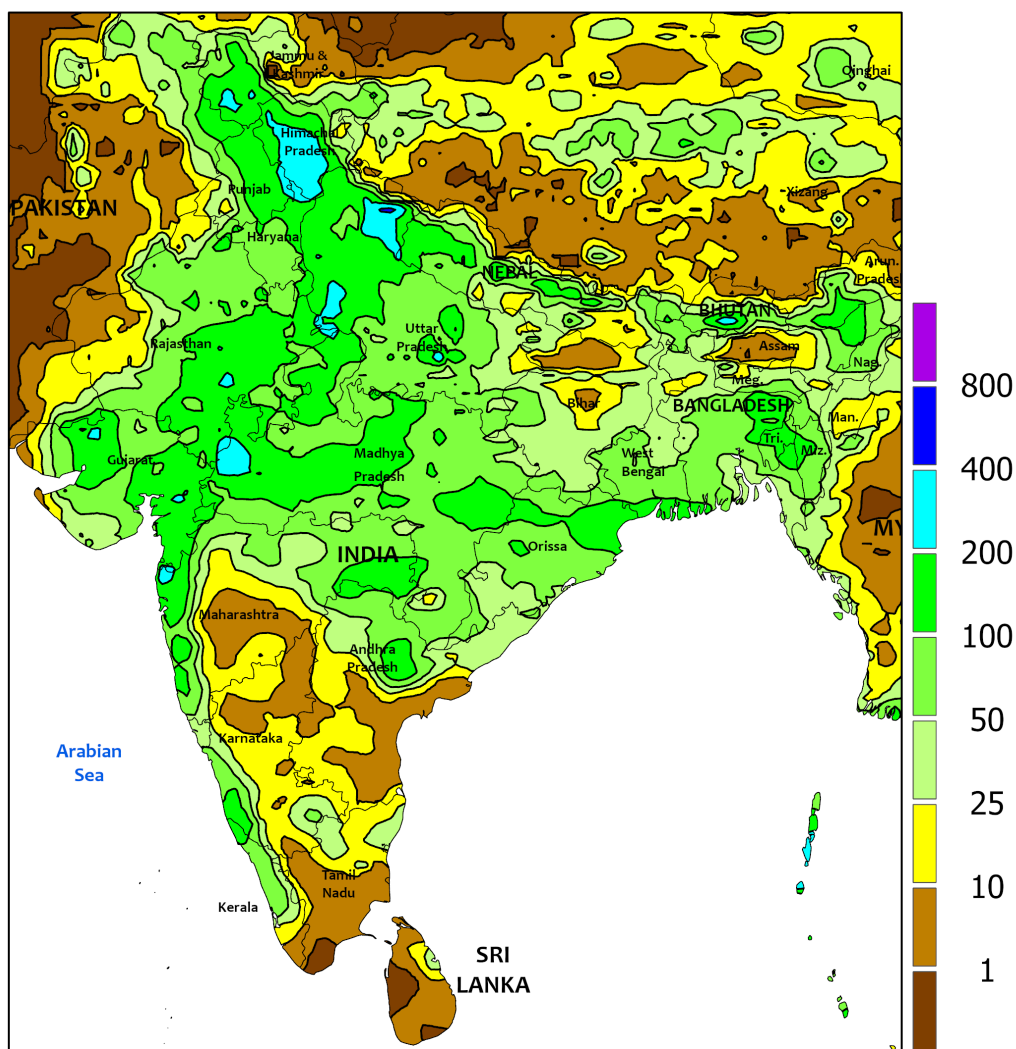 Jammu &
Kashmir
Qinghai
Himachal
Pradesh
Punjab
Xizang
PAKISTAN
Haryana
NEPAL
Arun.
Pradesh
BHUTAN
Uttar
Pradesh
Rajasthan
Assam
Nag.
Meg.
800
Bihar
BANGLADESH
Man.
Tri.
Miz.
Gujarat
Madhya
Pradesh
West
Bengal
400
MY
INDIA
Orissa
200
Maharashtra
Andhra
Pradesh
100
Karnataka
50
Arabian
Sea
25
Tamil
Nadu
Kerala
10
SRI
LANKA
1